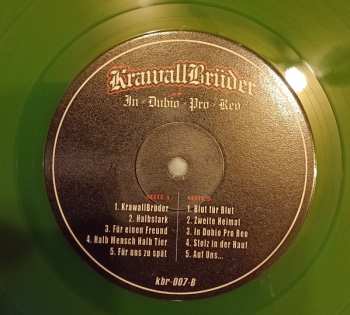 KrawallBrüder
In · Dubio · Pro · Reo
SEITE A
1. KrawallBrüder
2. Halbstark
3. Für einen Freund
4. Halb Mensch Halb Tier
5. Für uns zu spät
SEITE B
1. Blut für Blut
2. Zweite Heimat
3. In Dubio Pro Reo
4. Stolz in der Haut
5. Auf Uns...
kbr-007-B